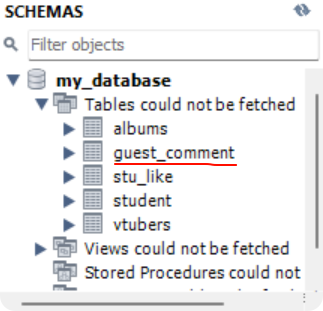 SCHEMAS
Filter objects
my_database
Tables could not be fetched
albums
guest_comment
stu_like
student
vtubers
Views could not be fetched
Stored Procedures could not